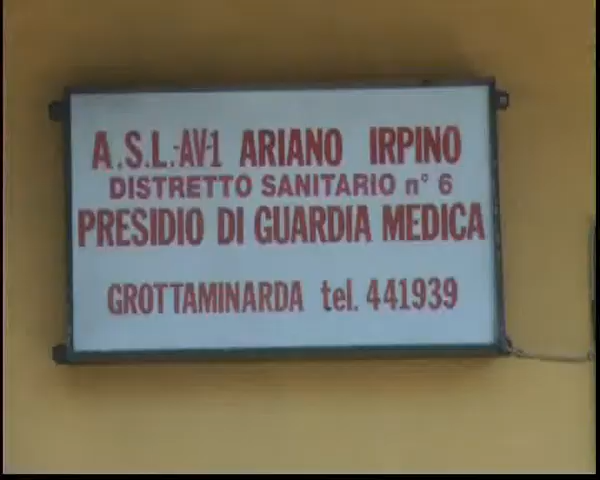 A.S.L.-AV-1 ARIANO IRPINO
DISTRETTO SANITARIO n° 6
PRESIDIO DI GUARDIA MEDICA
GROTTAMINARDA tel. 441939